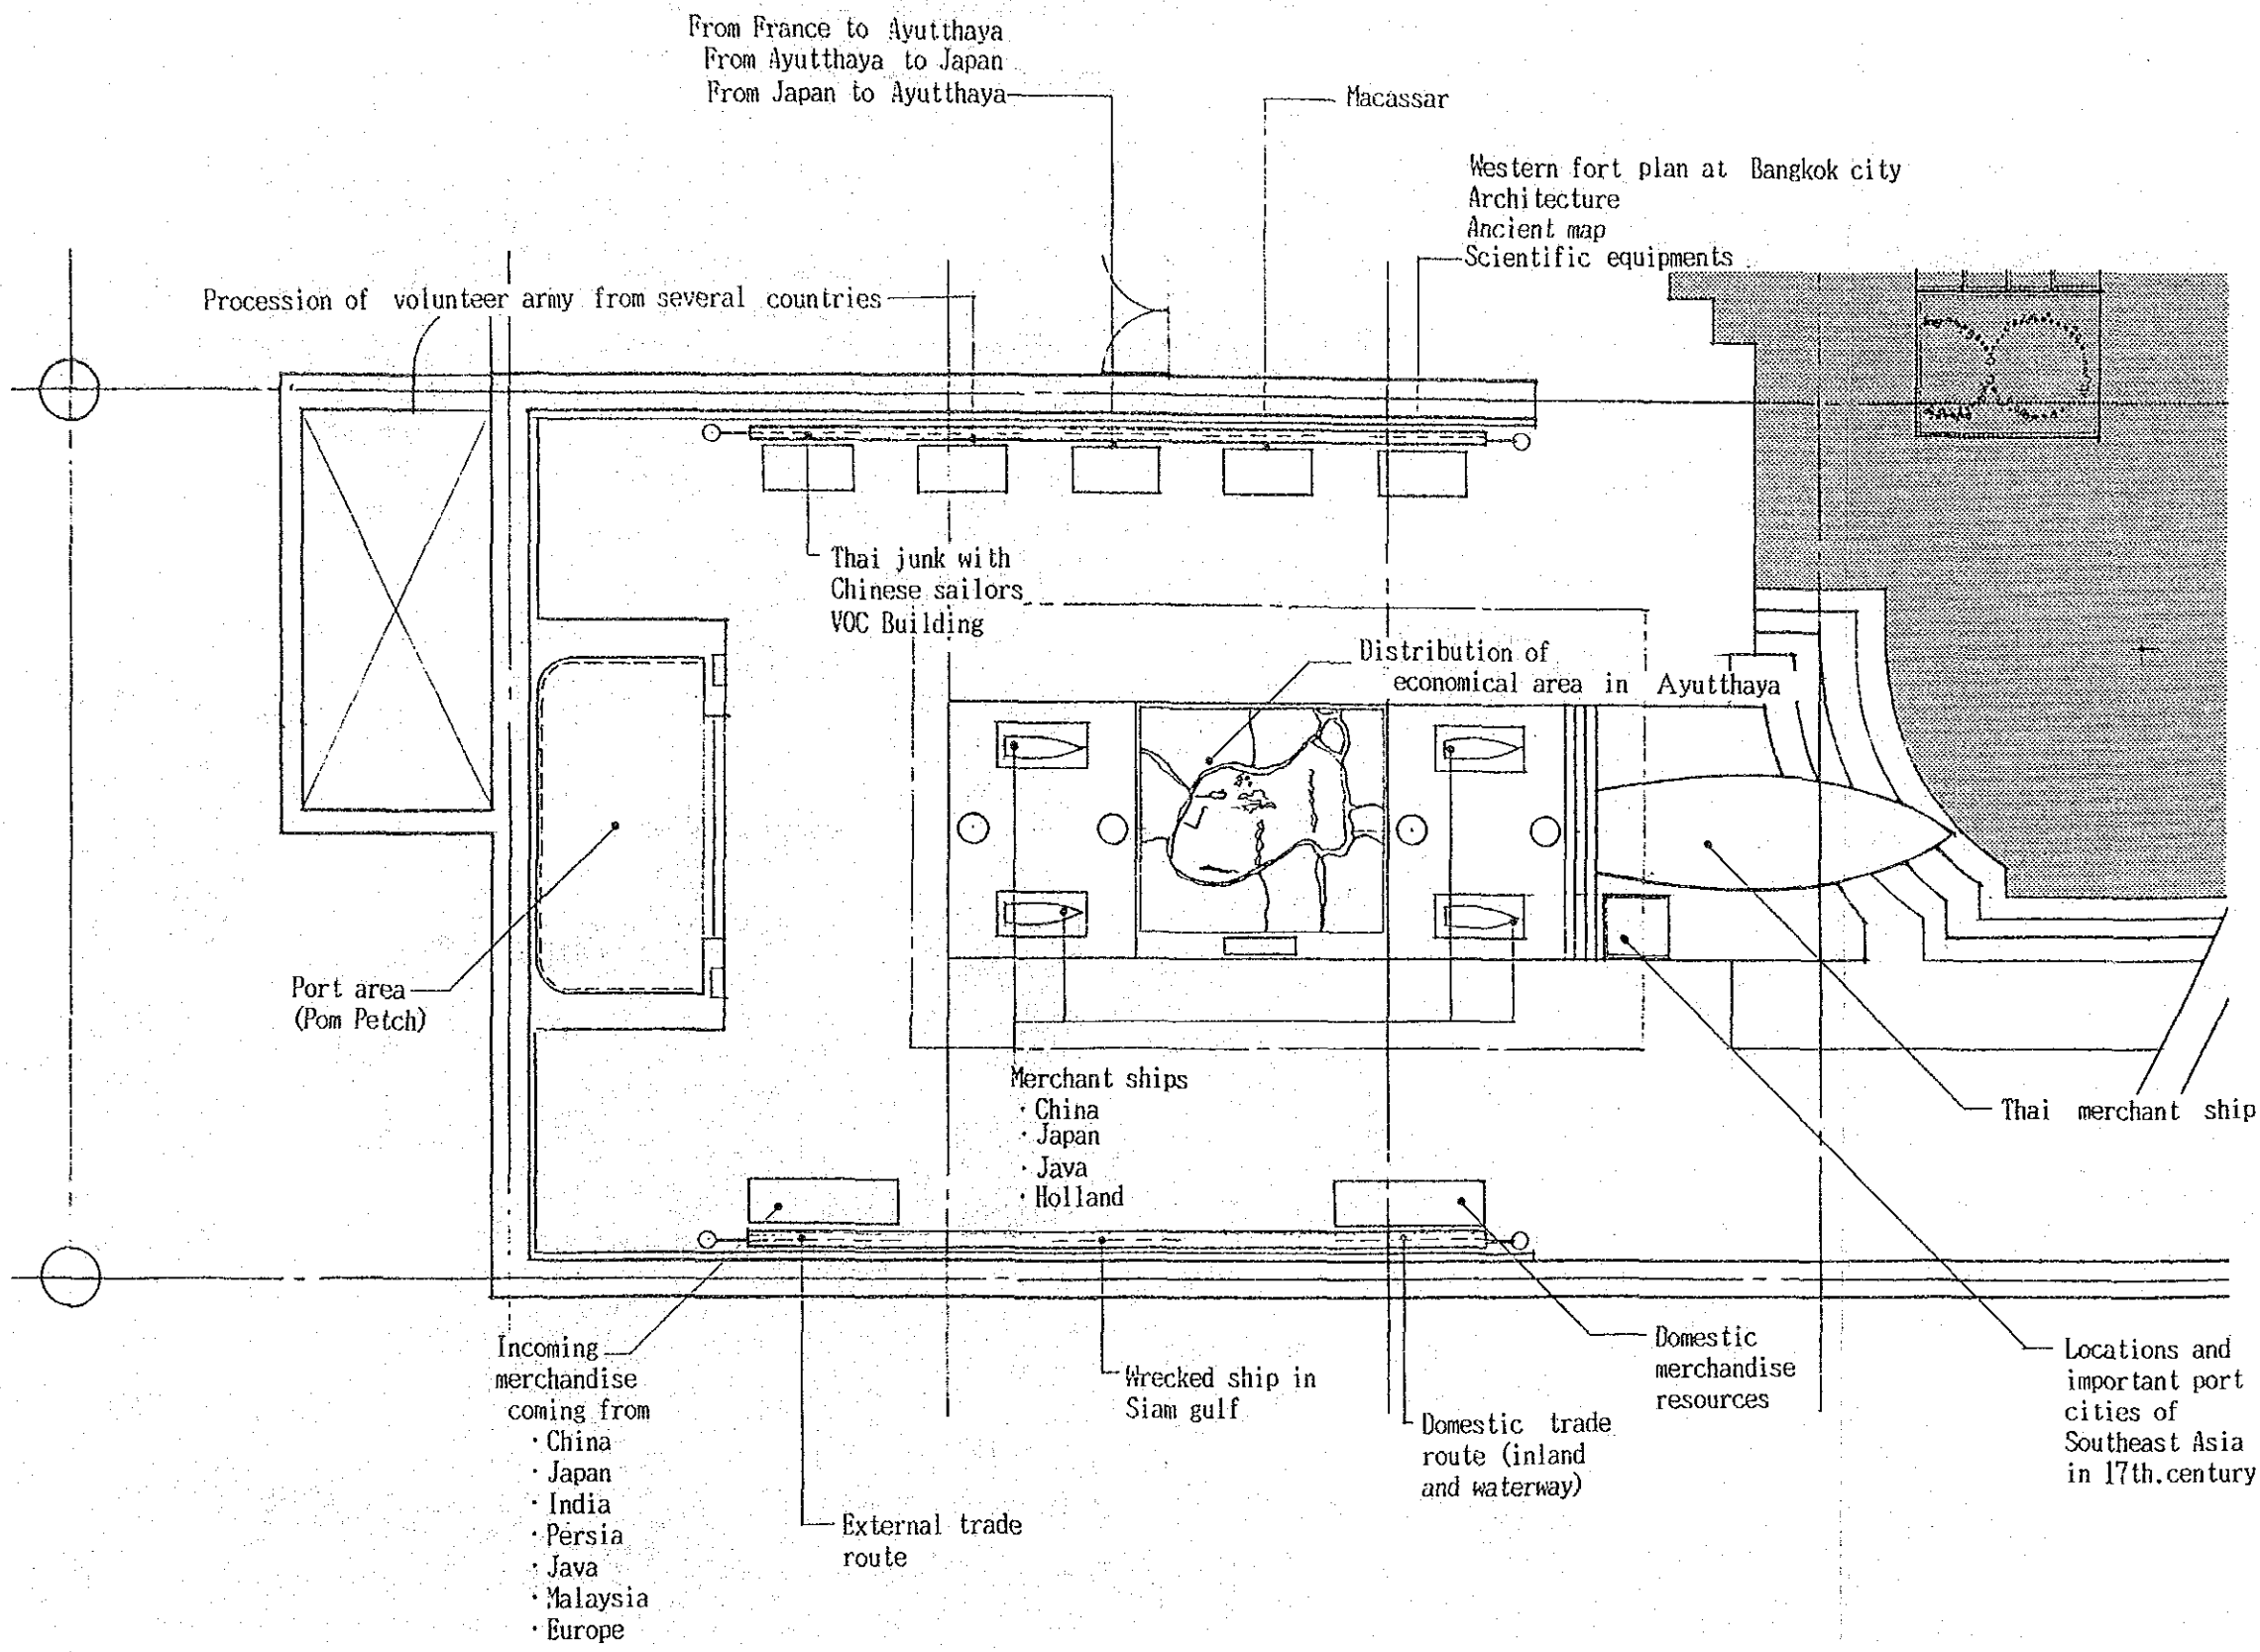 From France to Ayutthaya
From Ayutthaya to Japan
From Japan to Ayutthaya
Macassar
Western fort plan at Bangkok city
Architecture
Ancient map
Scientific equipments
Procession of volunteer army from several countries
Thai junk with
Chinese sailors
VOC Building
Distribution of
economical area in Ayutthaya
Port area
(Pom Petch)
Merchant ships
・China
・Japan
・Java
・Holland
Thai merchant ship
Incoming
merchandise
coming from
・China
・Japan
・India
・Persia
・Java
・Malaysia
・Europe
External trade
route
Wrecked ship in
Siam gulf
Domestic trade
route (inland
and waterway)
Domestic
merchandise
resources
Locations and
important port
cities of
Southeast Asia
in 17th.century